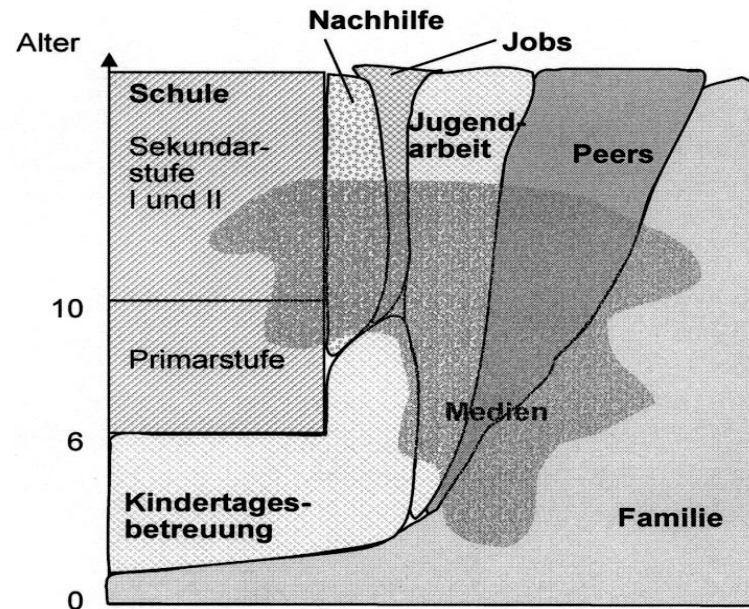 Nachhilfe
Alter
Jobs
Schule
Sekundar-
stufe
I und II
Jugend-
arbeit
Peers
10
Primarstufe
Medien
6
Kindertages-
betreuung
Familie
0